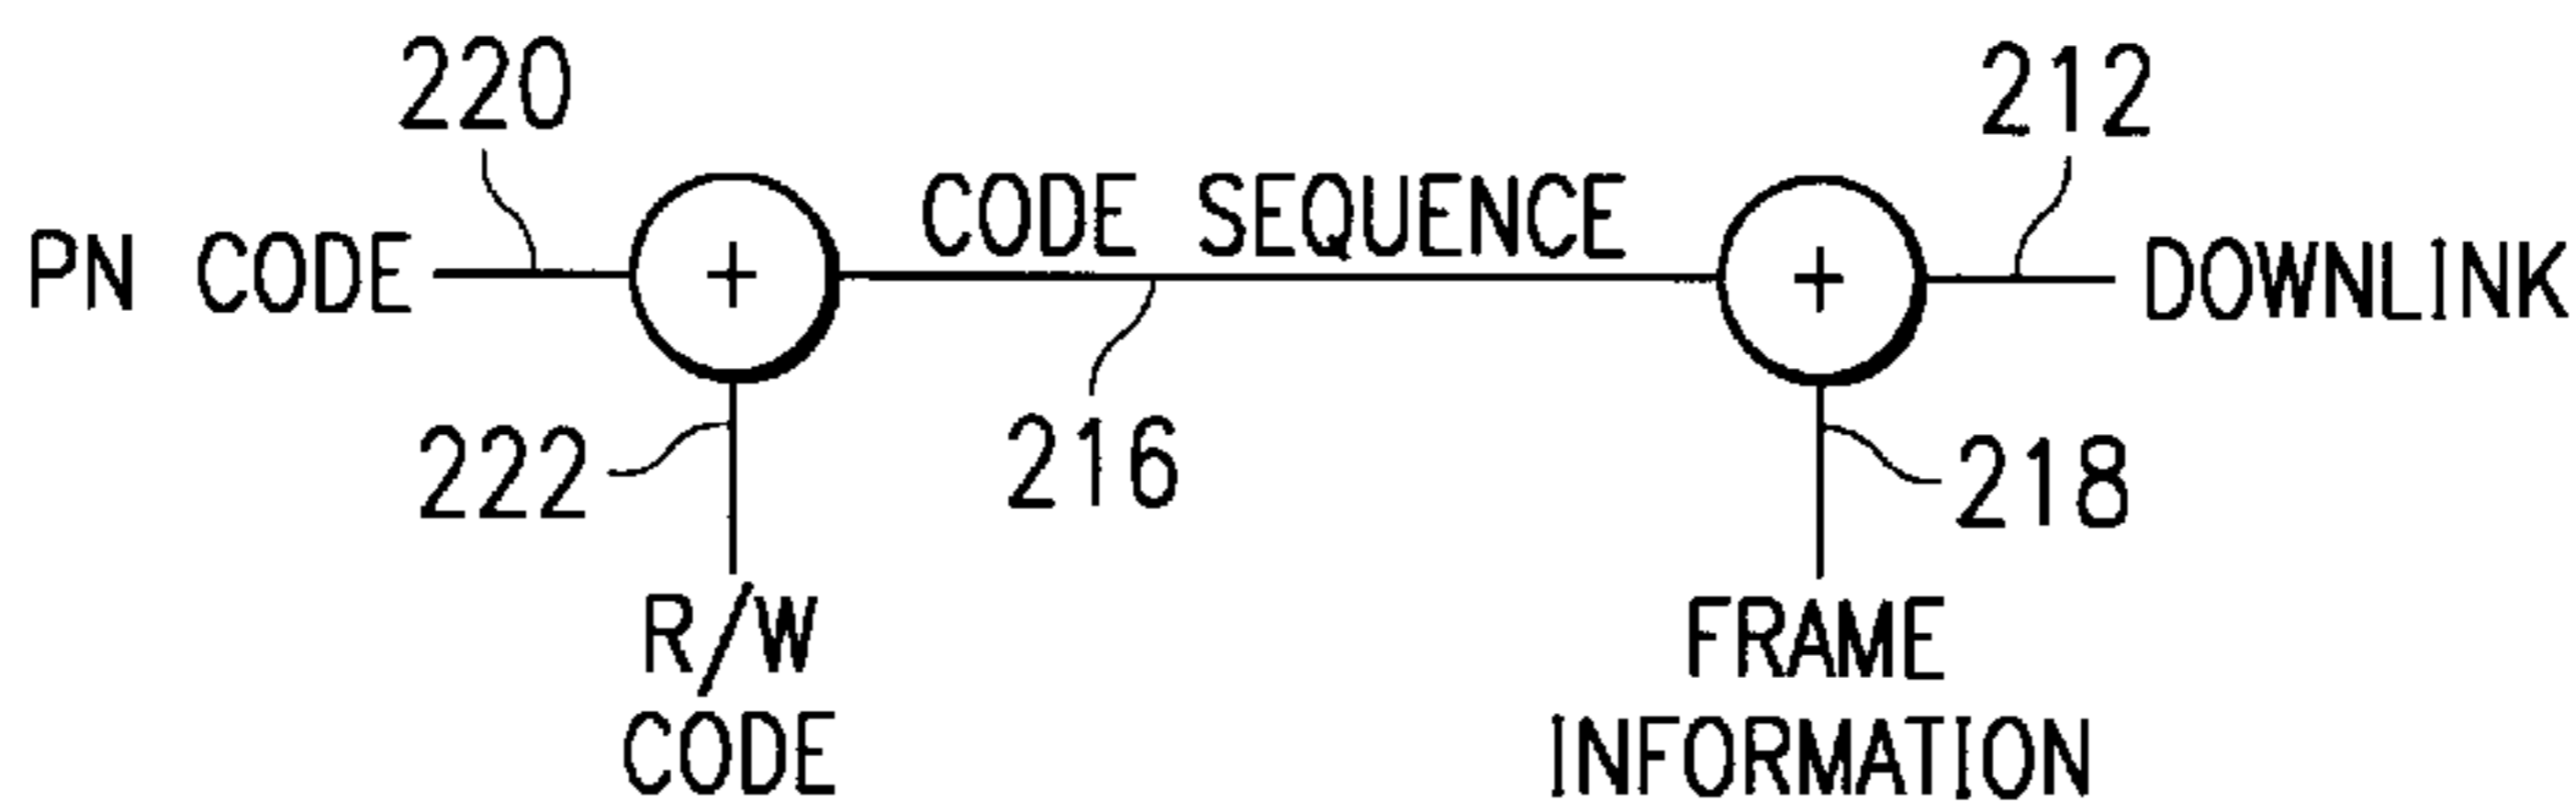 220
212
CODE SEQUENCE
PN CODE
+
+
DOWNLINK
222
216
218
R/W
CODE
FRAME
INFORMATION